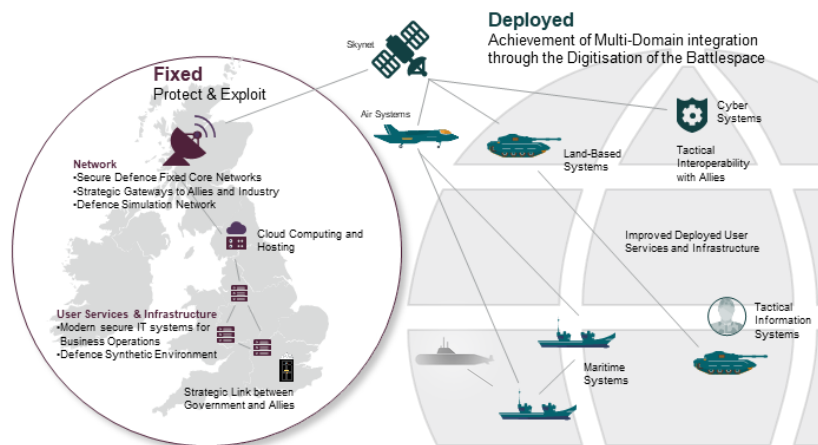 Fixed
Protect & Exploit
Network
•Secure Defence Fixed Core Networks
•Strategic Gateways to Allies and Industry
•Defence Simulation Network
Cloud Computing and
Hosting
User Services & Infrastructure
•Modern secure IT systems for
Business Operations
•Defence Synthetic Environment
Strategic Link between
Government and Allies
Deployed
Achievement of Multi-Domain integration
through the Digitisation of the Battlespace
Skynet
Air Systems
Land-Based
Systems
Cyber
Systems
Tactical
Interoperability
with Allies
Improved Deployed User
Services and Infrastructure
Tactical
Information
Systems
Maritime
Systems